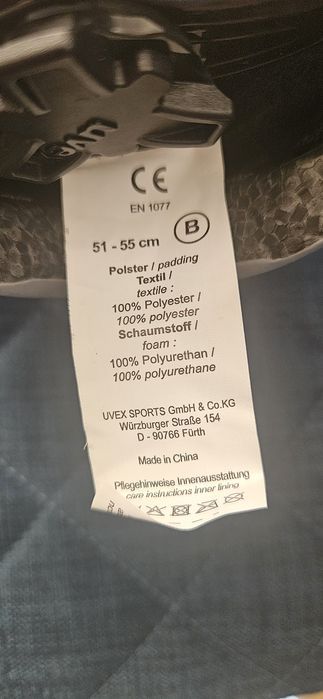 uvex
CE
EN 1077
51 - 55 cm B
Polster / padding
Textil /
textile :
100% Polyester /
100% polyester
Schaumstoff /
foam :
100% Polyurethan /
100% polyurethane
UVEX SPORTS GmbH & Co.KG
Würzburger Straße 154
D - 90766 Fürth
Made in China
Pflegehinweise Innenausstattung
care instructions inner lining